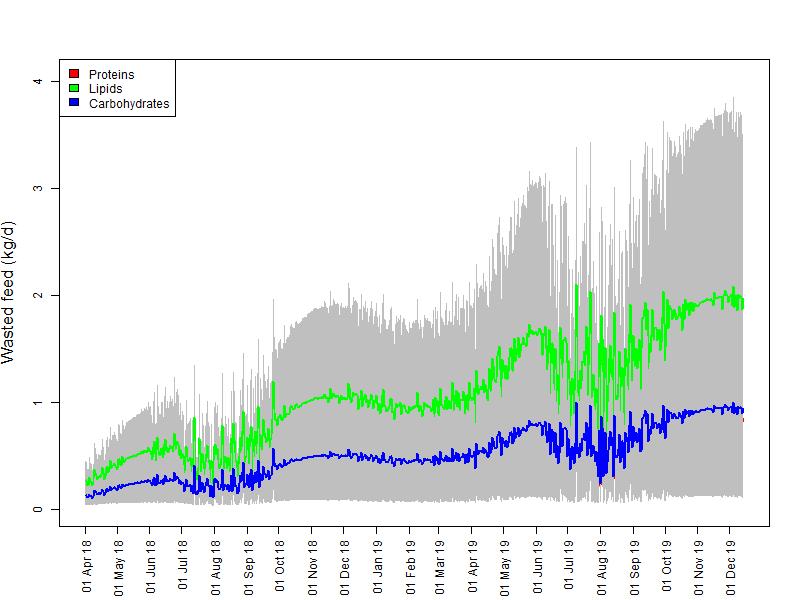 Proteins
Lipids
Carbohydrates
Wasted feed (kg/d)
4
3
2
1
0
01 Apr 18
01 May 18
01 Jun 18
01 Jul 18
01 Aug 18
01 Sep 18
01 Oct 18
01 Nov 18
01 Dec 18
01 Jan 19
01 Feb 19
01 Mar 19
01 Apr 19
01 May 19
01 Jun 19
01 Jul 19
01 Aug 19
01 Sep 19
01 Oct 19
01 Nov 19
01 Dec 19